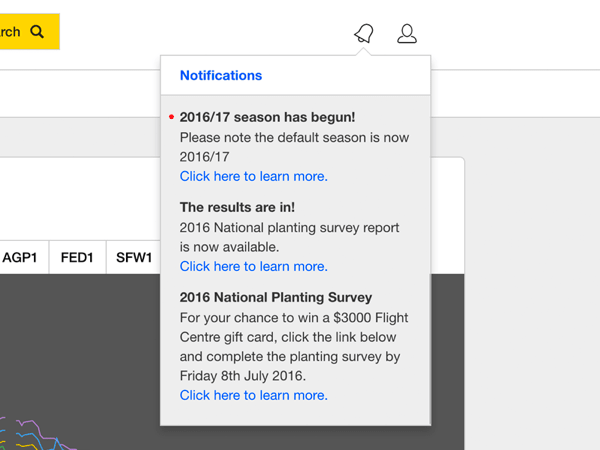 rch
Notifications
2016/17 season has begun!
Please note the default season is now
2016/17
Click here to learn more.
The results are in!
2016 National planting survey report
is now available.
Click here to learn more.
AGP1 FED1 SFW1
2016 National Planting Survey
For your chance to win a $3000 Flight
Centre gift card, click the link below
and complete the planting survey by
Friday 8th July 2016.
Click here to learn more.